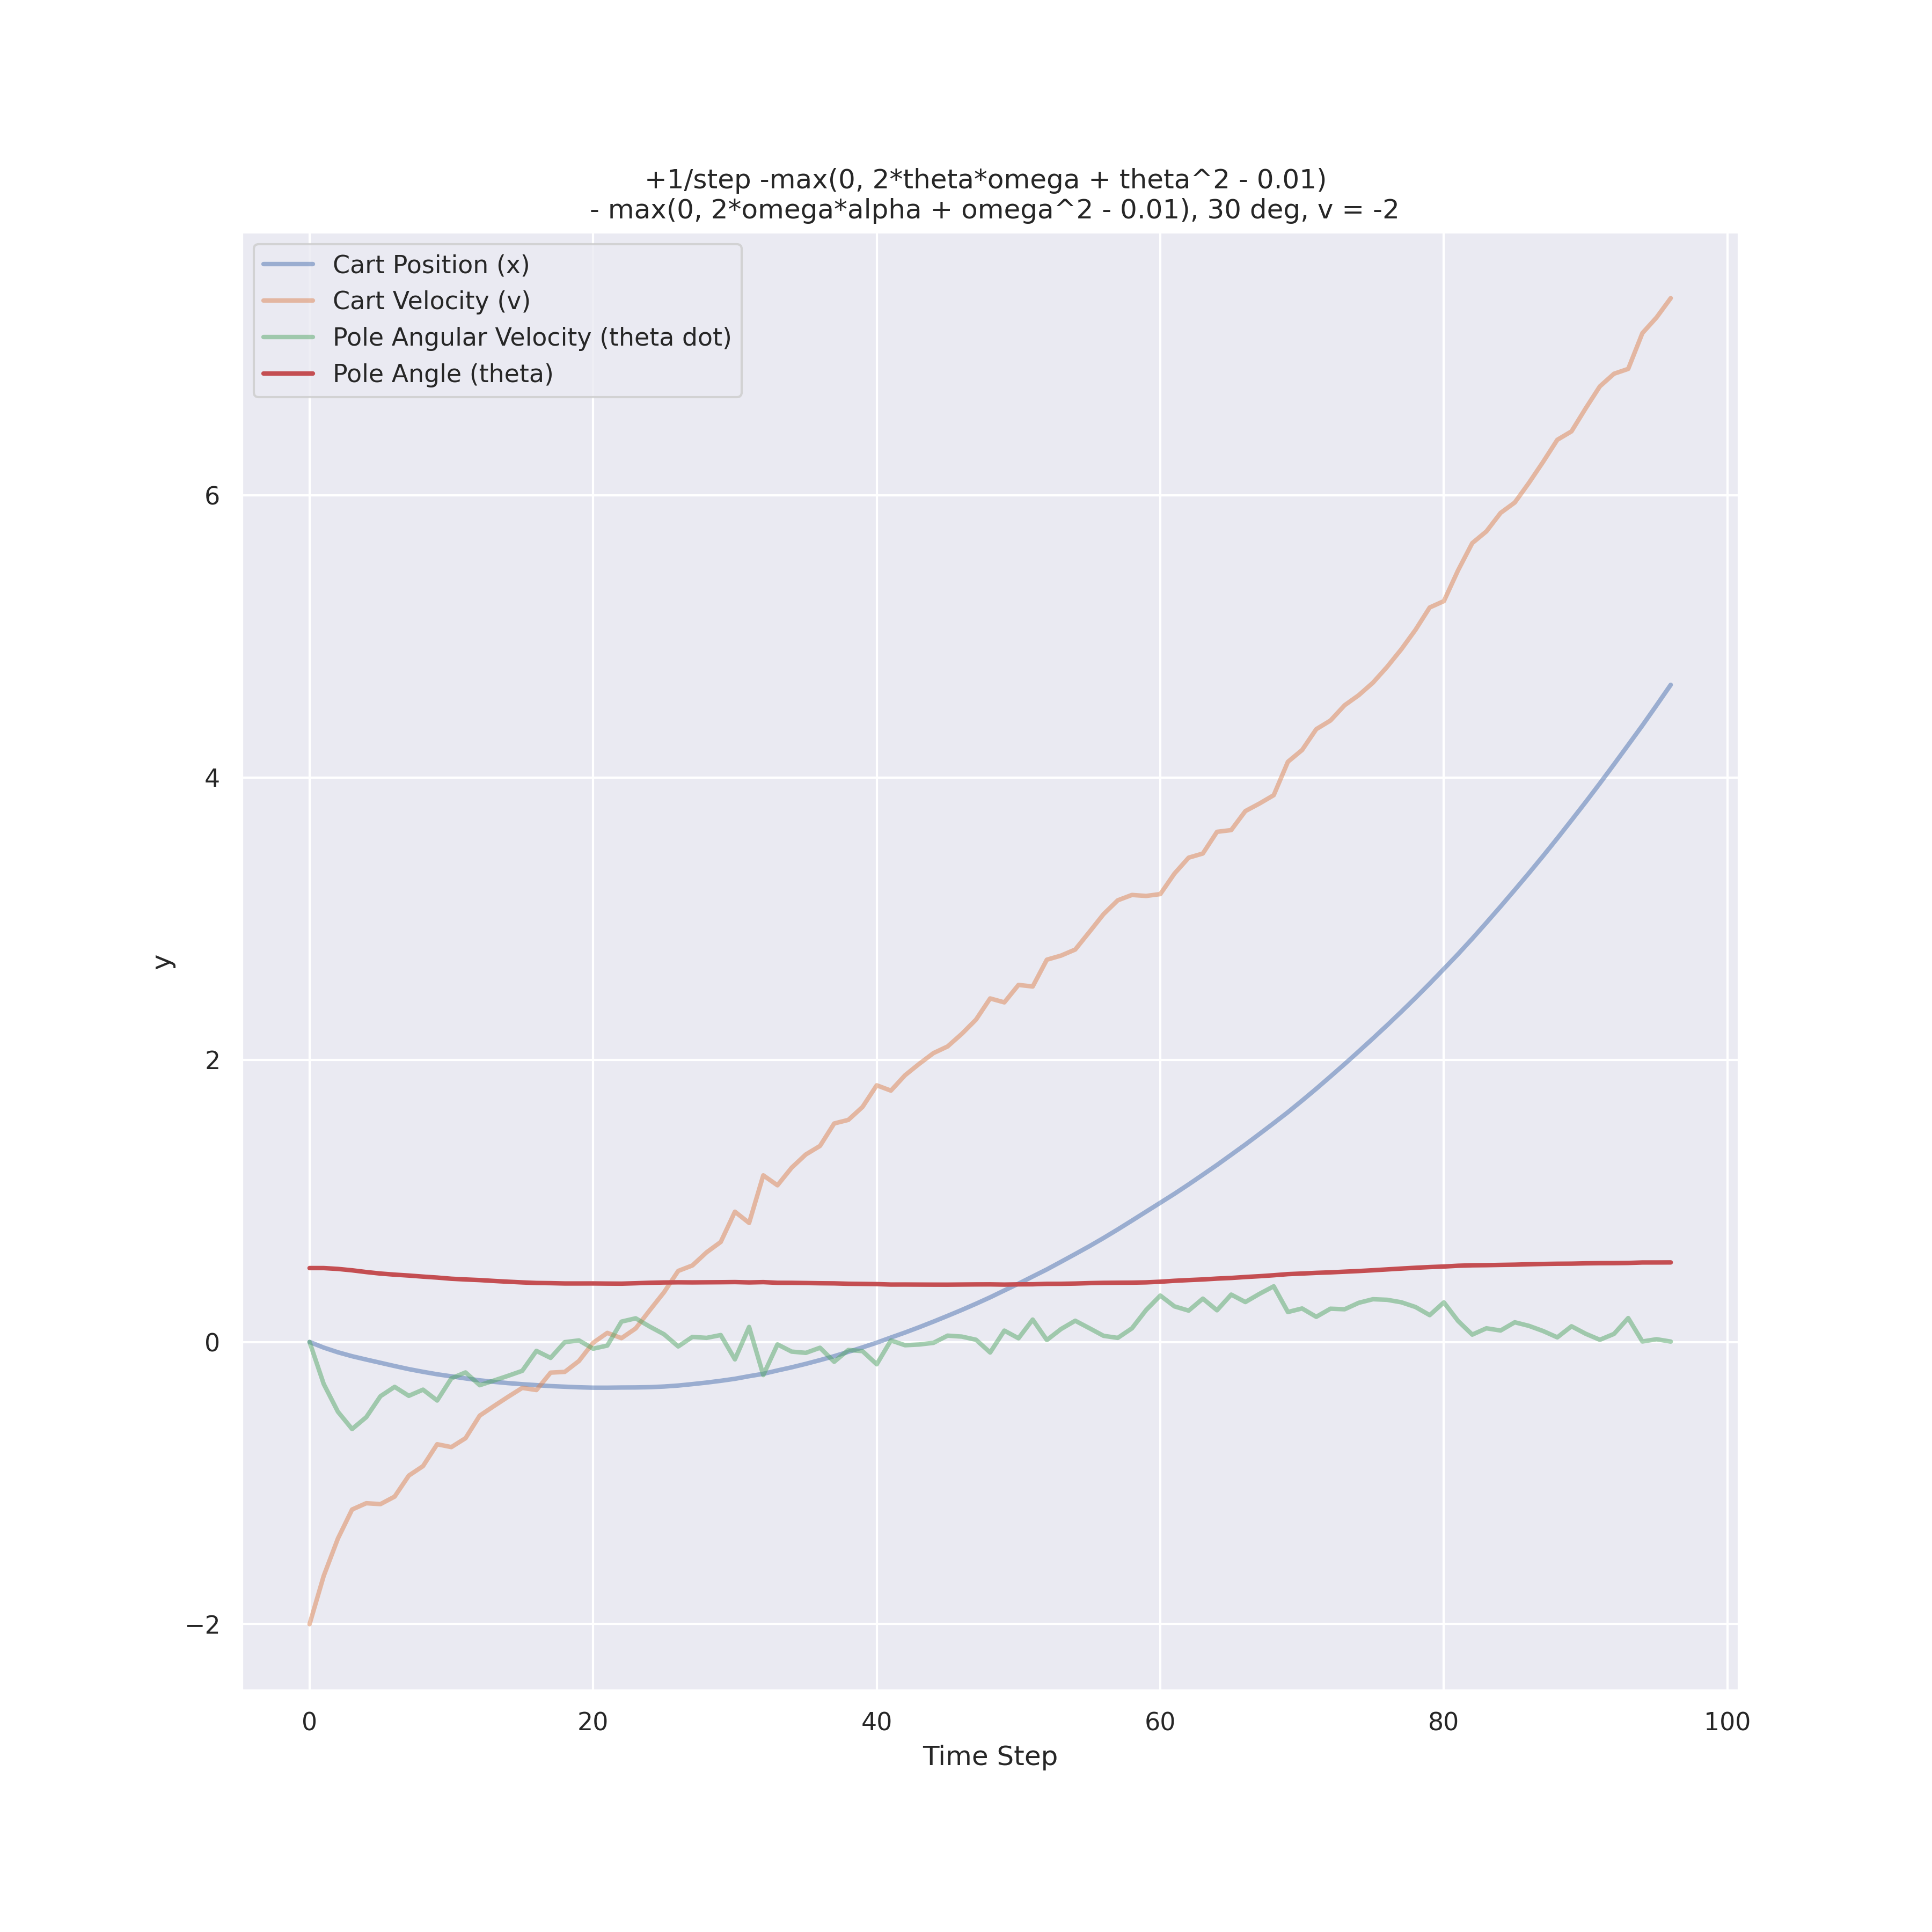 +1/step -max(0, 2*theta*omega + theta^2 - 0.01)
- max(0, 2*omega*alpha + omega^2 - 0.01), 30 deg, v = -2
Cart Position (x)
Cart Velocity (v)
Pole Angular Velocity (theta dot)
Pole Angle (theta)
6
4
2
0
−2
y
0 20 40 60 80 100
Time Step